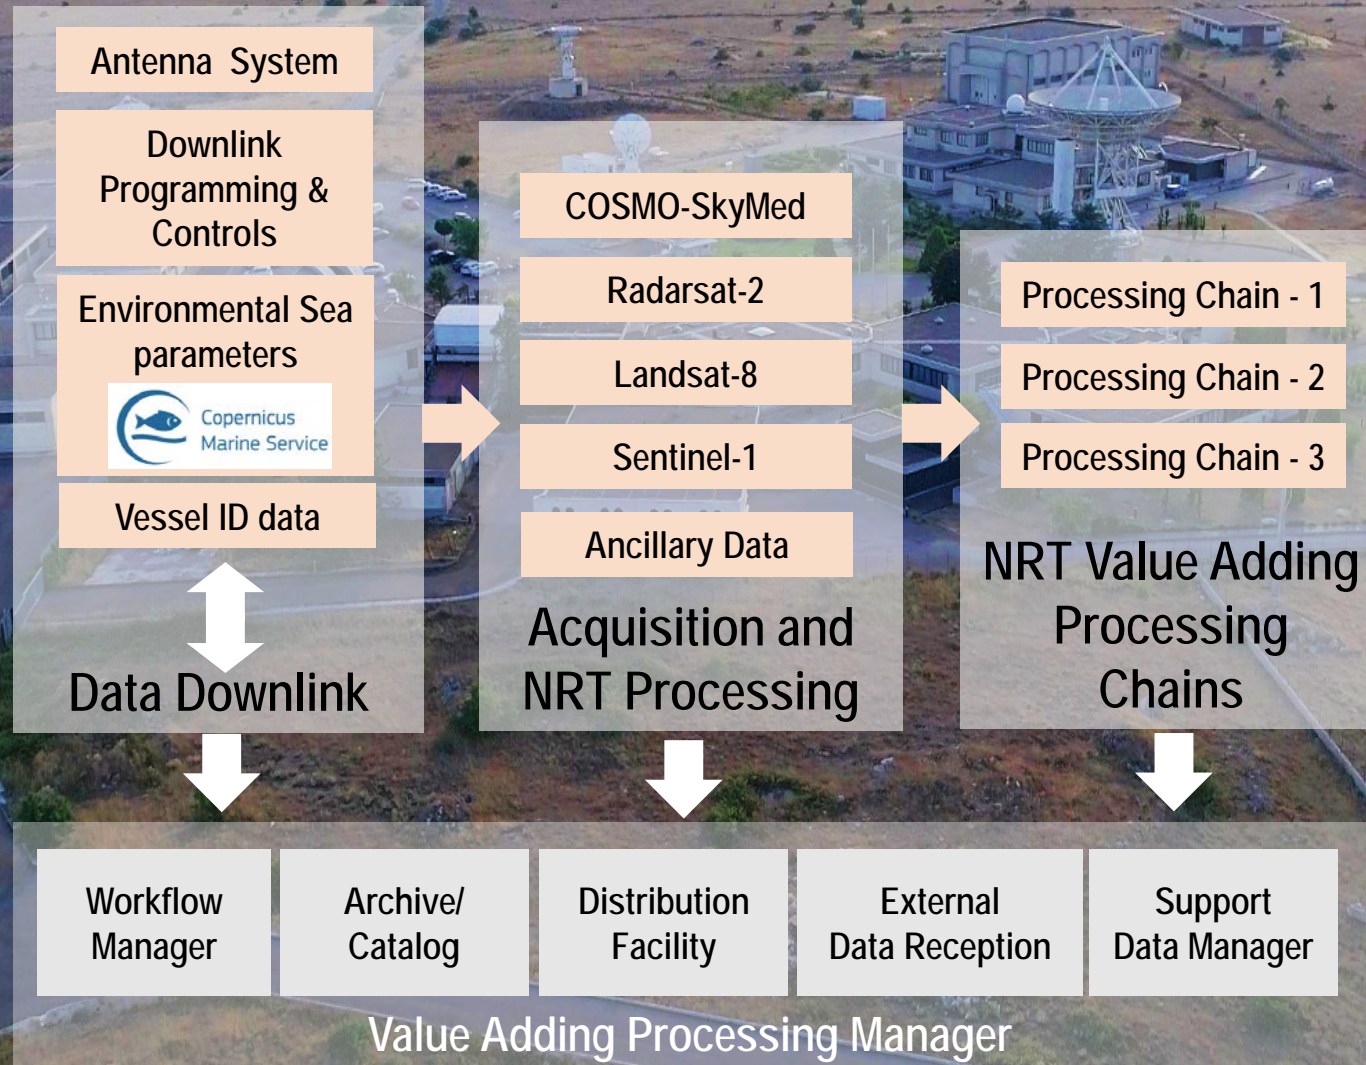 Antenna System
Downlink
Programming &
Controls
Environmental Sea
parameters
Copernicus
Marine Service
Vessel ID data
Data Downlink
COSMO-SkyMed
Radarsat-2
Landsat-8
Sentinel-1
Ancillary Data
Acquisition and
NRT Processing
Processing Chain - 1
Processing Chain - 2
Processing Chain - 3
NRT Value Adding
Processing
Chains
Workflow
Manager
Archive/
Catalog
Distribution
Facility
External
Data Reception
Support
Data Manager
Value Adding Processing Manager